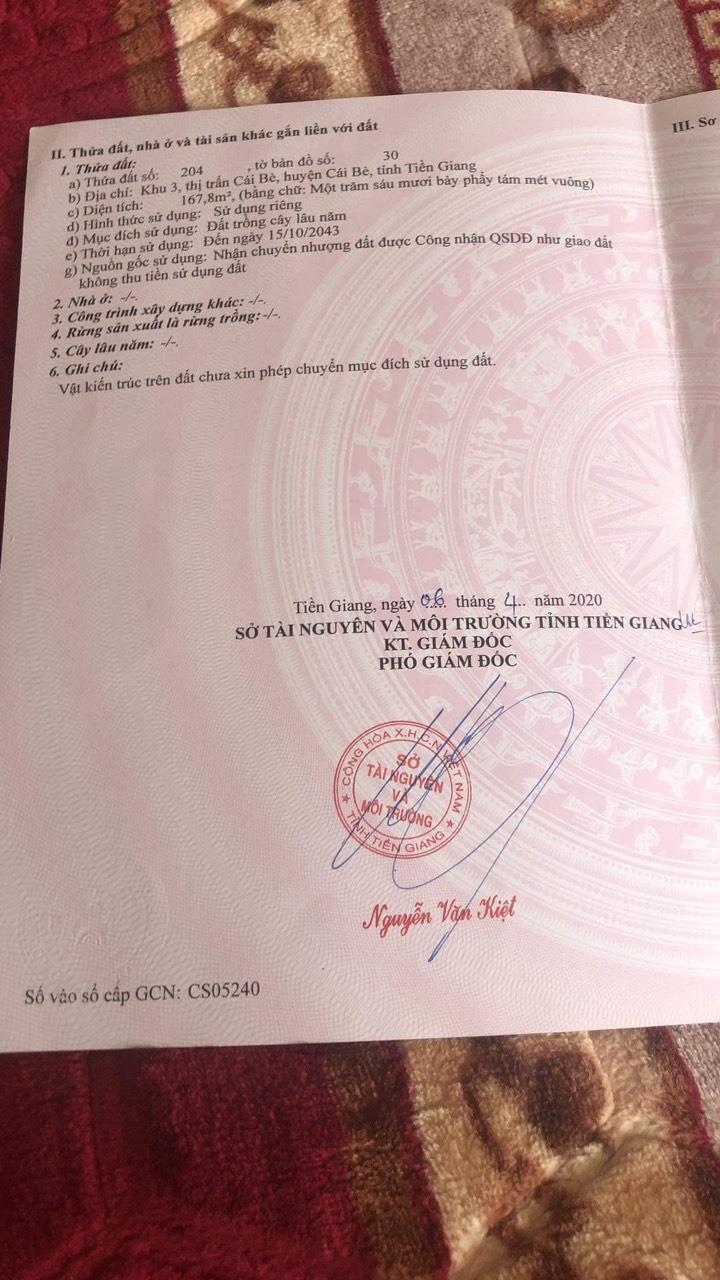 II. Thửa đất, nhà ở và tài sản khác gắn liền với đất
III. Sơ
1. Thửa đất:
a) Thửa đất số: 204 , tờ bản đồ số: 30
b) Địa chỉ: Khu 3, thị trấn Cái Bè, huyện Cái Bè, tỉnh Tiền Giang
c) Diện tích: 167,8m², (bằng chữ: Một trăm sáu mươi bảy phẩy tám mét vuông)
d) Hình thức sử dụng: Sử dụng riêng
đ) Mục đích sử dụng: Đất trồng cây lâu năm
e) Thời hạn sử dụng: Đến ngày 15/10/2043
g) Nguồn gốc sử dụng: Nhận chuyển nhượng đất được Công nhận QSDĐ như giao đất
không thu tiền sử dụng đất
2. Nhà ở: -/-.
3. Công trình xây dựng khác: -/-.
4. Rừng sản xuất là rừng trồng: -/-.
5. Cây lâu năm: -/-.
6. Ghi chú:
Vật kiến trúc trên đất chưa xin phép chuyển mục đích sử dụng đất.
Tiền Giang, ngày 06 tháng 4 năm 2020
SỞ TÀI NGUYÊN VÀ MÔI TRƯỜNG TỈNH TIỀN GIANG
KT. GIÁM ĐỐC
PHÓ GIÁM ĐỐC
CỘNG HÒA X.H.C.N VIỆT NAM
SỞ
TÀI NGUYÊN
VÀ
MÔI TRƯỜNG
TỈNH TIỀN GIANG
Nguyễn Văn Kiệt
Số vào sổ cấp GCN: CS05240